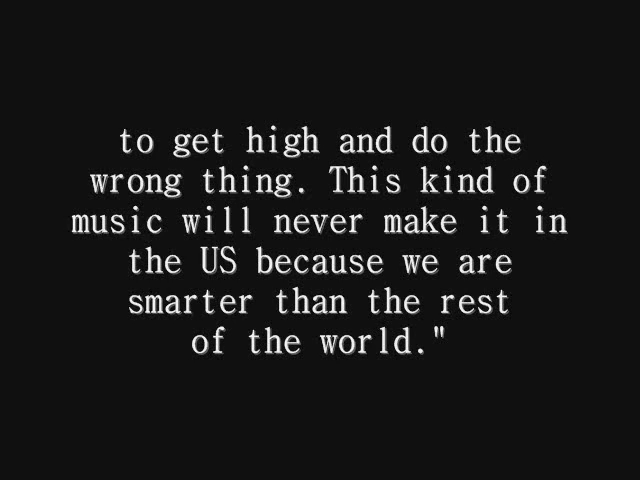 to get high and do the
wrong thing. This kind of
music will never make it in
the US because we are
smarter than the rest
of the world."